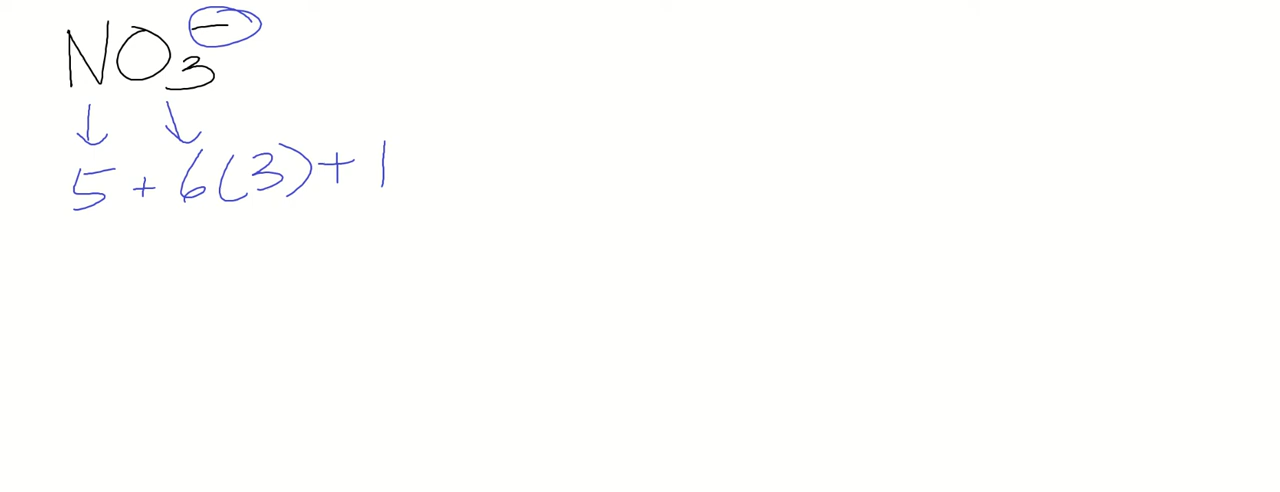 NO₃⁻
↓ ↓
5 + 6(3) + 1